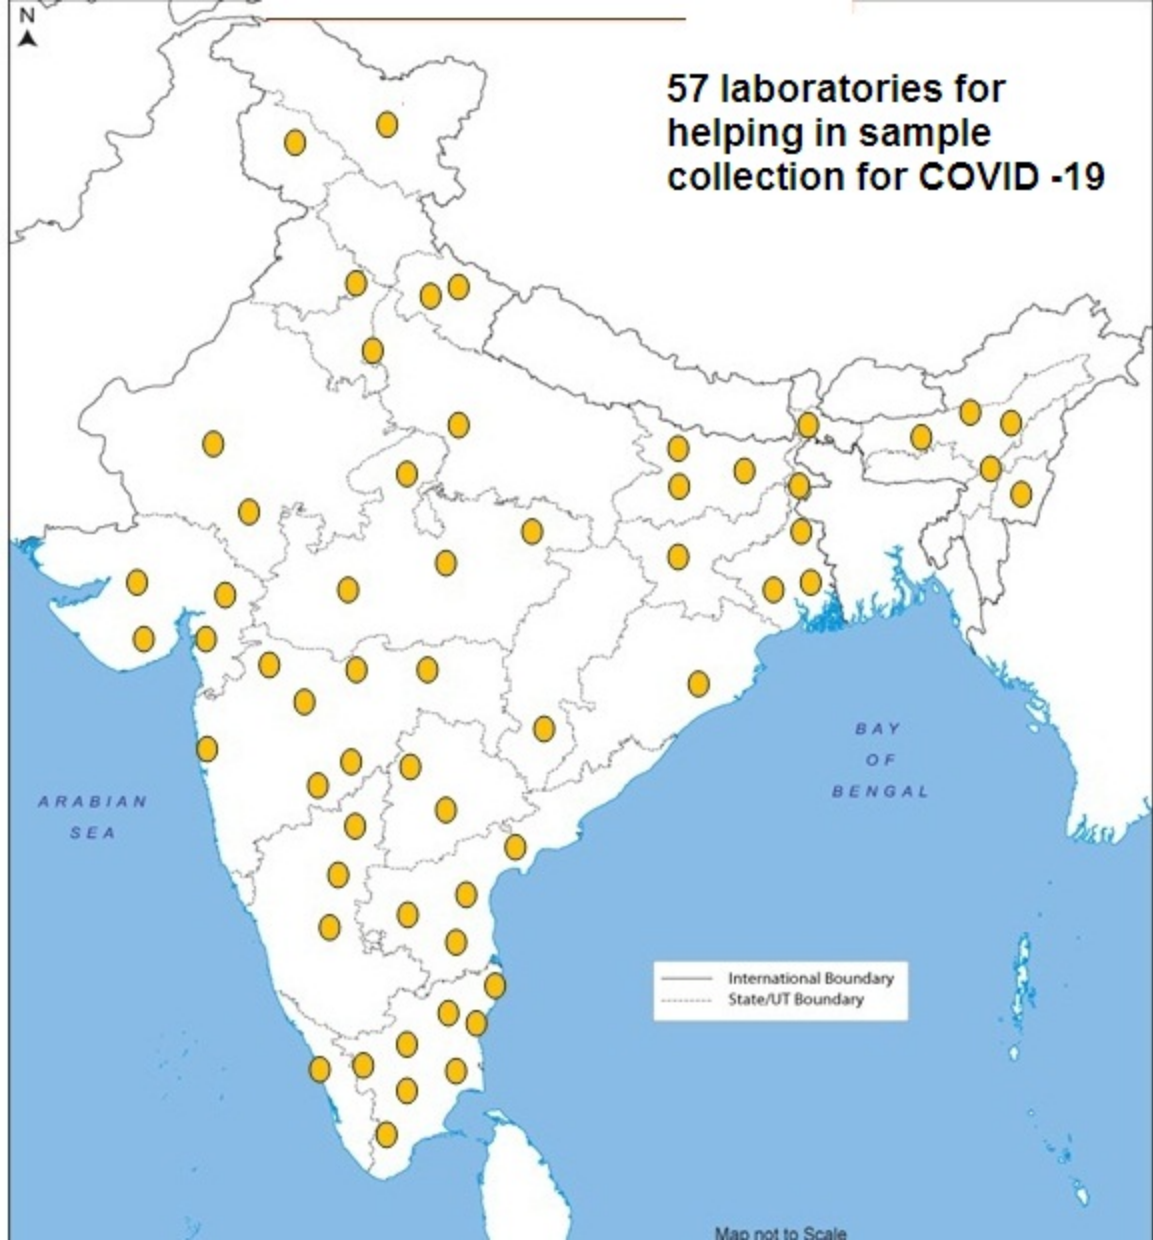 N
57 laboratories for
helping in sample
collection for COVID -19
BAY
OF
BENGAL
ARABIAN
SEA
International Boundary
State/UT Boundary
Map not to Scale